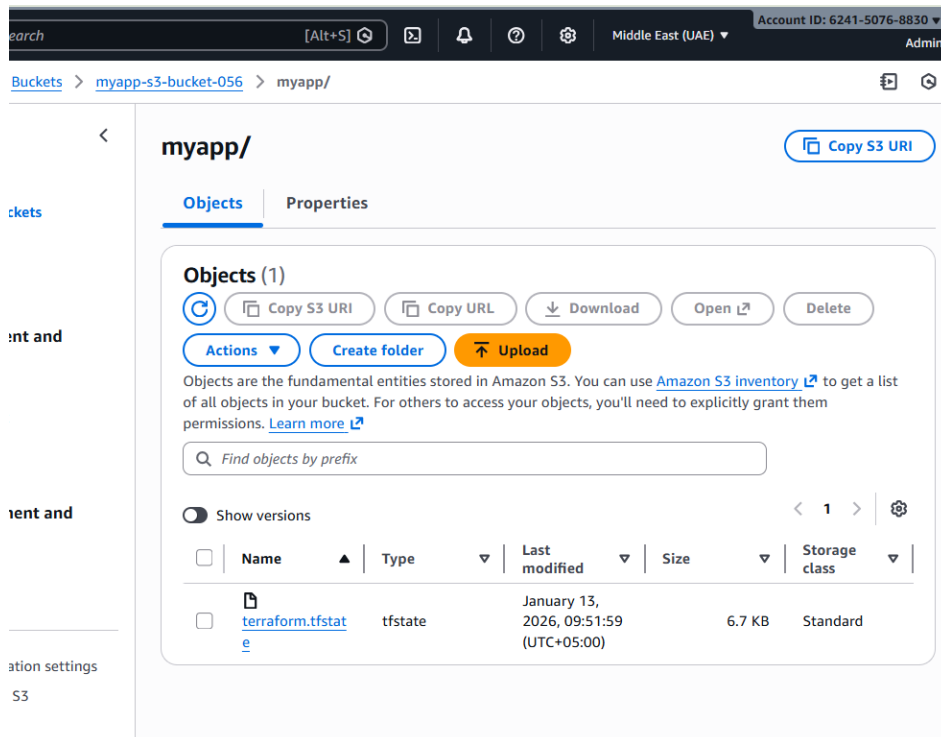 earch
[Alt+S]
Middle East (UAE) ▼
Account ID: 6241-5076-8830 ▼
Admin
Buckets > myapp-s3-bucket-056 > myapp/
myapp/
Copy S3 URI
ckets
ent and
nent and
ation settings
S3
Objects
Properties
Objects (1)
Copy S3 URI
Copy URL
Download
Open
Delete
Actions ▼
Create folder
Upload
Objects are the fundamental entities stored in Amazon S3. You can use Amazon S3 inventory to get a list
of all objects in your bucket. For others to access your objects, you'll need to explicitly grant them
permissions. Learn more
Find objects by prefix
Show versions
< 1 >
Name
Type
Last
modified
Size
Storage
class
terraform.tfstat
e
tfstate
January 13,
2026, 09:51:59
(UTC+05:00)
6.7 KB
Standard